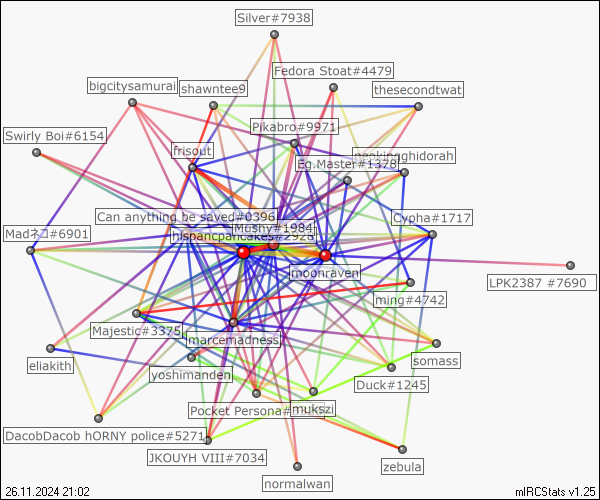 Silver#7938
Fedora Stoat#4479
bigcitysamurai
shawntee9
thesecondtwat
Pikabro#9971
Swirly Boi#6154
frisout
Eg.Master#1378
Can anything be saved#0396
Cypha#1717
Mushy#1984
Madネコ#6901
hispancpancakes#2928
moonraven
LPK2387 #7690
ming#4742
Majestic#3375
marcemadness
eliakith
yoshimanden
somass
Duck#1245
Pocket Persona#
mukszi
DacobDacob hORNY police#5271
JKOUYH VIII#7034
zebula
normalwan
26.11.2024 21:02
mIRCStats v1.25